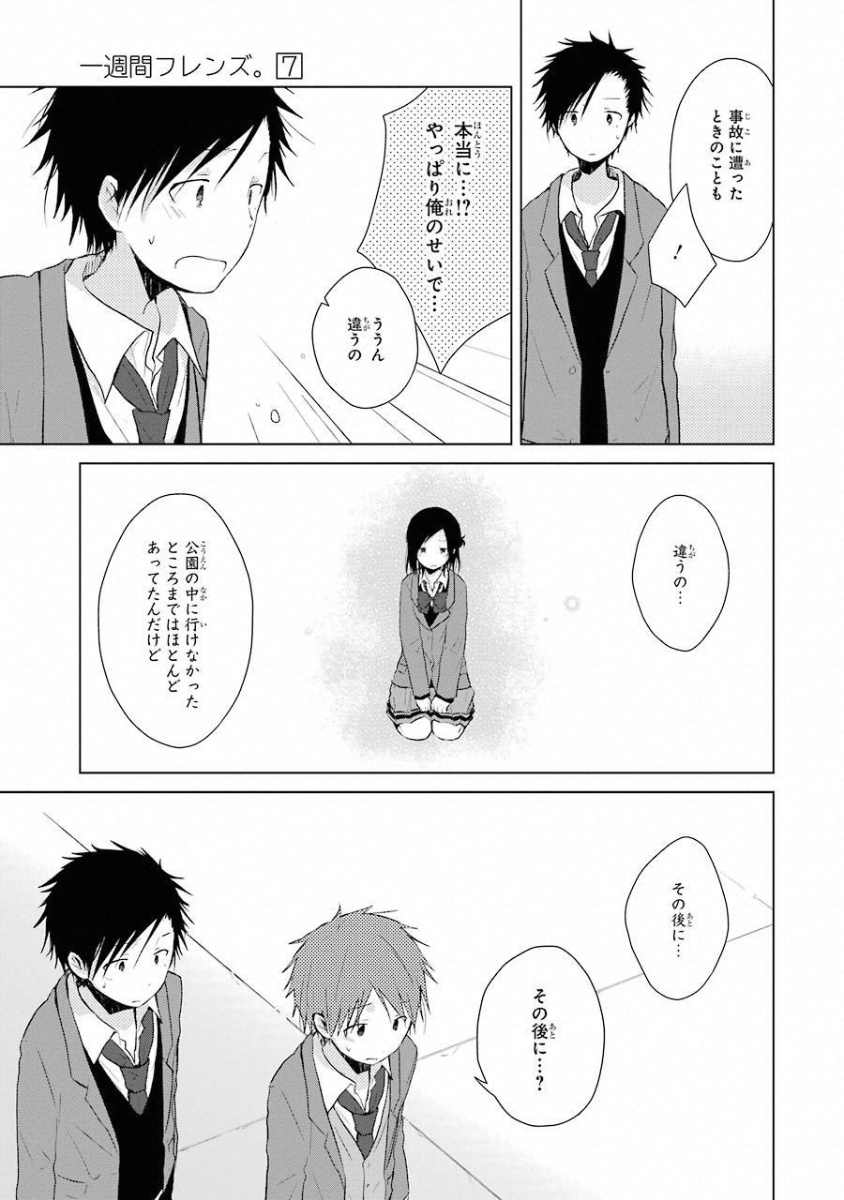 一週間フレンズ。7
事故に遭った
ときのことも
！
本当に…!?
やっぱり俺のせいで…
ううん
違うの
違うの…
公園の中に行けなかった
ところまではほとんど
あってたんだけど
その後に…
その後に…?